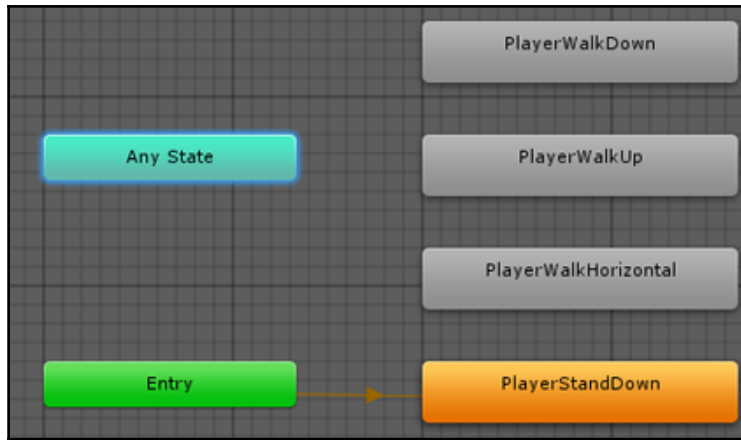 PlayerWalkDown
Any State
PlayerWalkUp
PlayerWalkHorizontal
Entry
PlayerStandDown